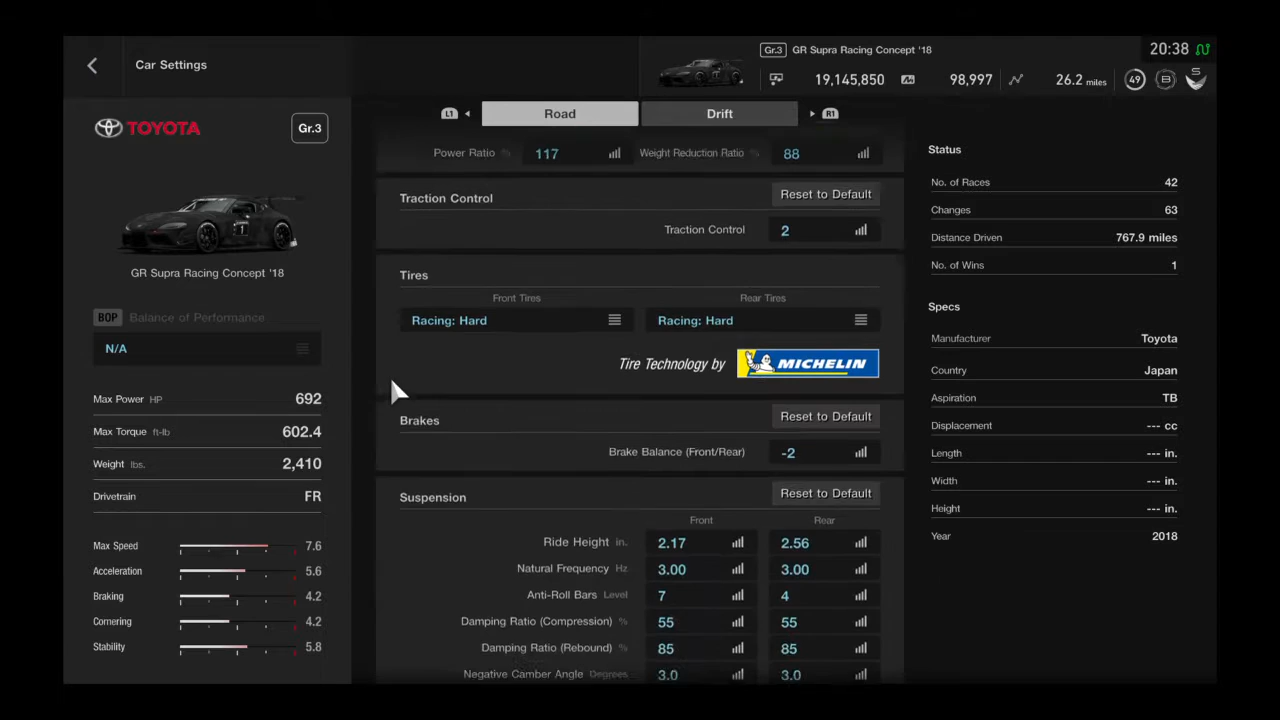 Car Settings
Gr.3 GR Supra Racing Concept '18
20:38
19,145,850
98,997
26.2 miles
49
B
S
L1
Road
Drift
R1
TOYOTA
Gr.3
GR Supra Racing Concept '18
BOP Balance of Performance
N/A
Max Power HP 692
Max Torque ft-lb 602.4
Weight lbs. 2,410
Drivetrain FR
Max Speed 7.6
Acceleration 5.6
Braking 4.2
Cornering 4.2
Stability 5.8
Power Ratio % 117 Weight Reduction Ratio % 88
Traction Control Reset to Default
Traction Control 2
Tires
Front Tires Rear Tires
Racing: Hard Racing: Hard
Tire Technology by MICHELIN
Brakes Reset to Default
Brake Balance (Front/Rear) -2
Suspension Reset to Default
Front Rear
Ride Height in. 2.17 2.56
Natural Frequency Hz 3.00 3.00
Anti-Roll Bars Level 7 4
Damping Ratio (Compression) % 55 55
Damping Ratio (Rebound) % 85 85
Negative Camber Angle Degrees 3.0 3.0
Status
No. of Races 42
Changes 63
Distance Driven 767.9 miles
No. of Wins 1
Specs
Manufacturer Toyota
Country Japan
Aspiration TB
Displacement --- cc
Length --- in.
Width --- in.
Height --- in.
Year 2018